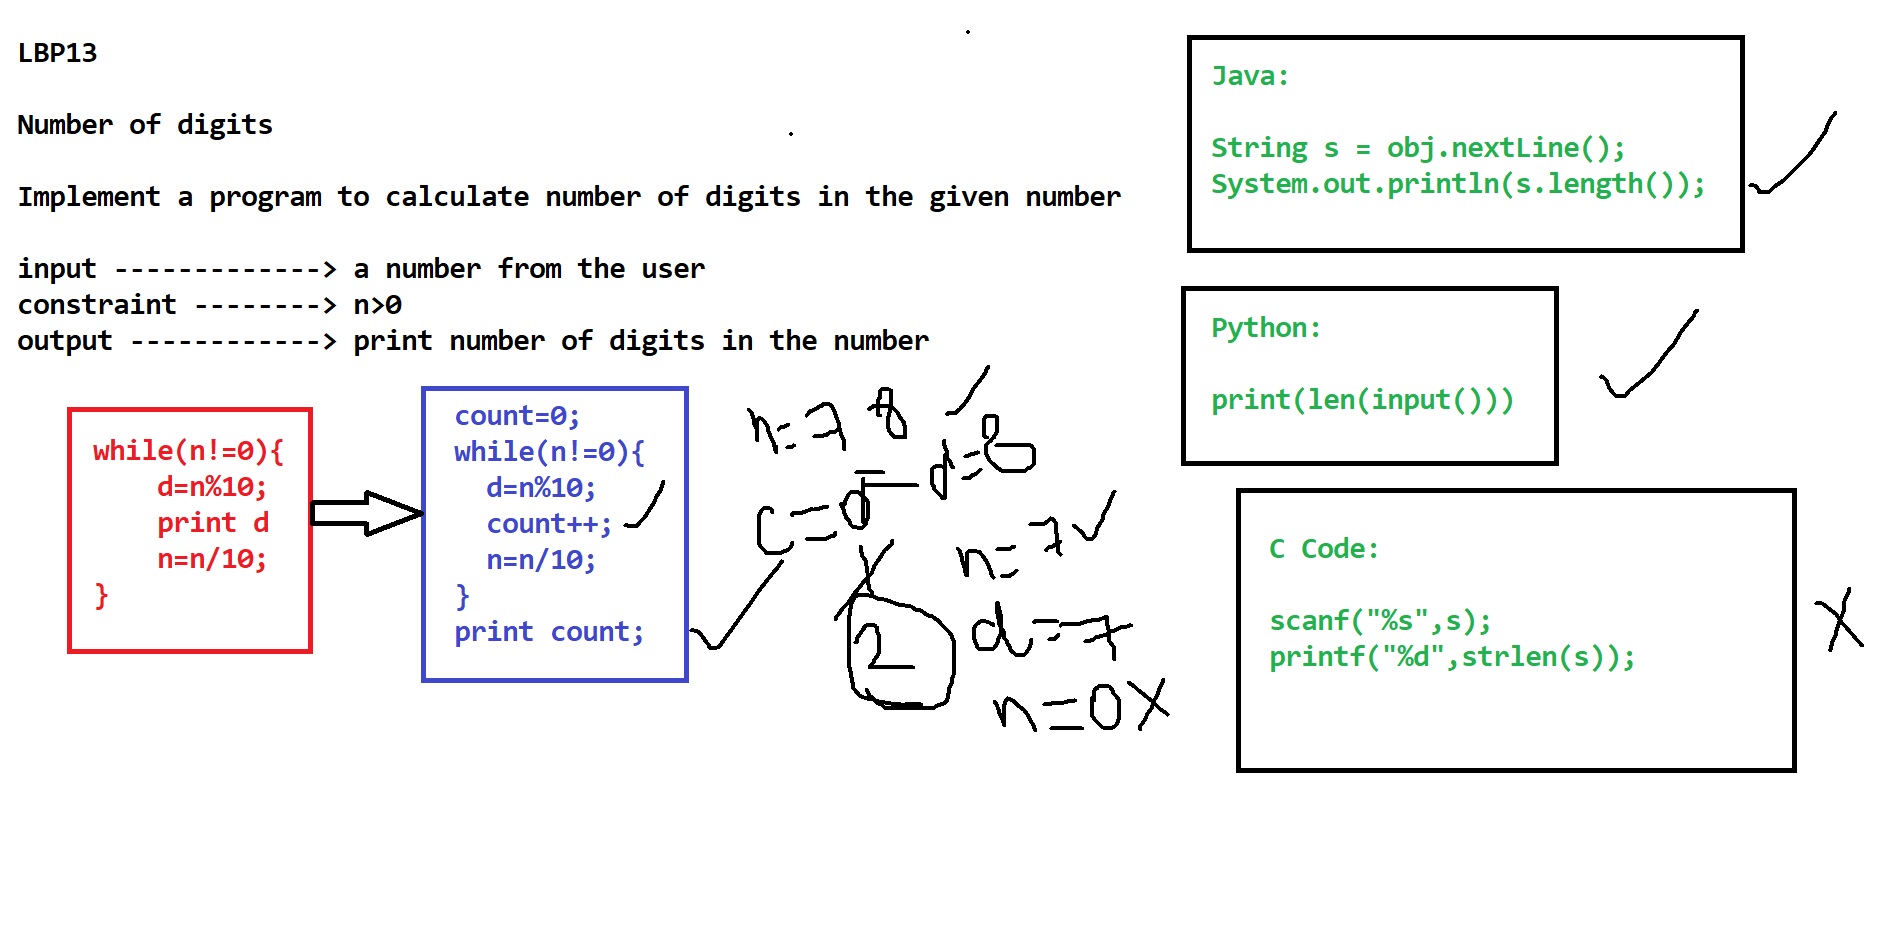 LBP13
Number of digits
Implement a program to calculate number of digits in the given number
input -------------> a number from the user
constraint --------> n>0
output ------------> print number of digits in the number
while(n!=0){
d=n%10;
print d
n=n/10;
}
count=0;
while(n!=0){
d=n%10;
count++;
n=n/10;
}
print count;
n=78
c=0
d=8
n=7
2
d=7
n=0
Java:
String s = obj.nextLine();
System.out.println(s.length());
Python:
print(len(input()))
C Code:
scanf("%s",s);
printf("%d",strlen(s));